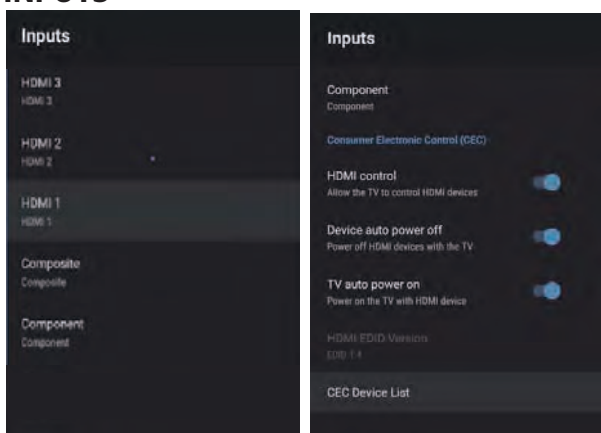 INPUTS
Inputs
HDMI 3
HDMI 3
HDMI 2
HDMI 2
HDMI 1
HDMI 1
Composite
Composite
Component
Component
Inputs
Component
Component
Consumer Electronic Control (CEC)
HDMI control
Allow the TV to control HDMI devices
Device auto power off
Power off HDMI devices with the TV
TV auto power on
Power on the TV with HDMI device
HDMI EDID Version
EDID 1.4
CEC Device List